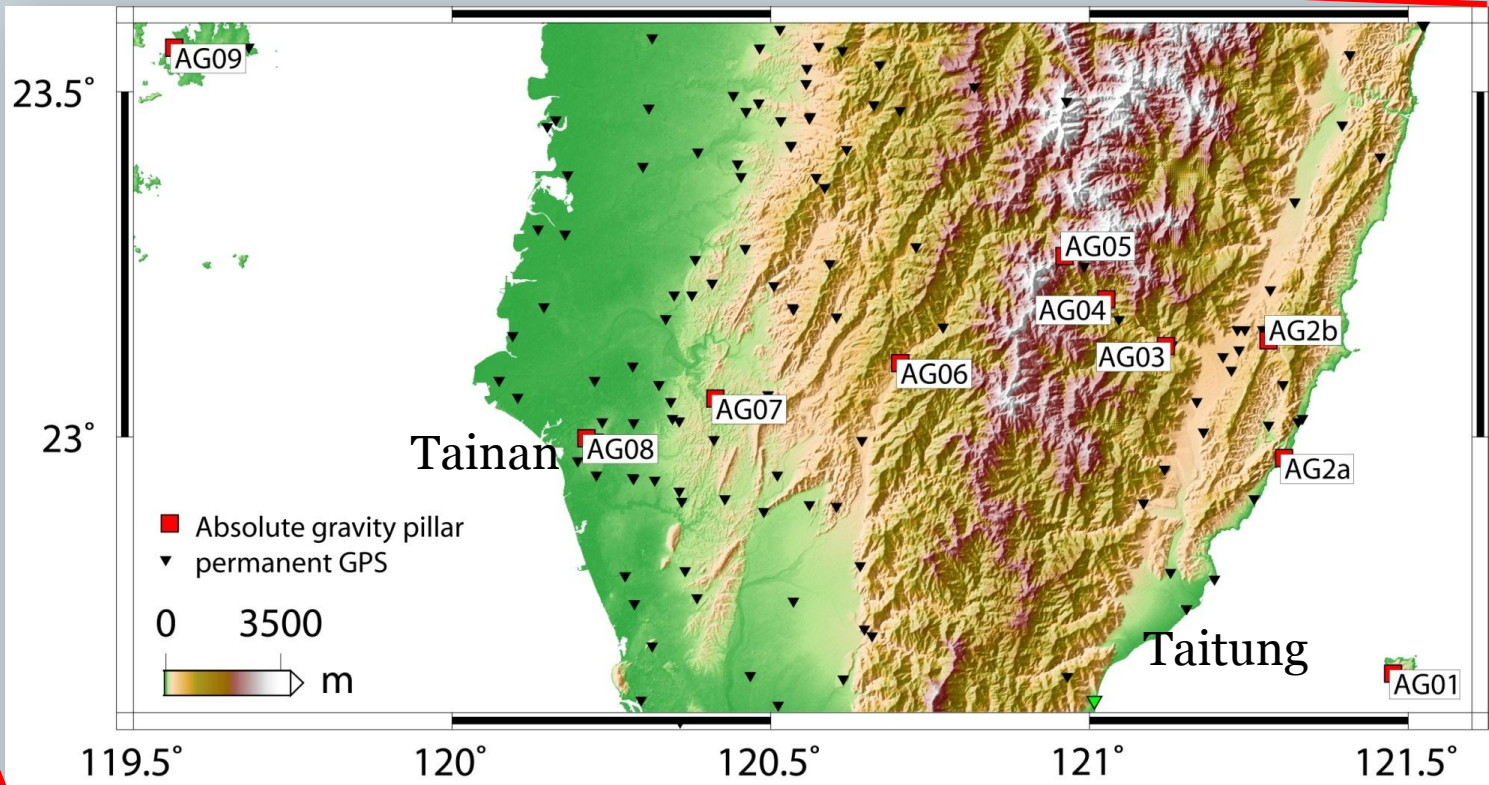 AG09
23.5°
AG05
AG04
AG2b
AG03
AG06
AG07
23°
Tainan
AG08
AG2a
Absolute gravity pillar
permanent GPS
0 3500
m
Taitung
AG01
119.5° 120° 120.5° 121° 121.5°